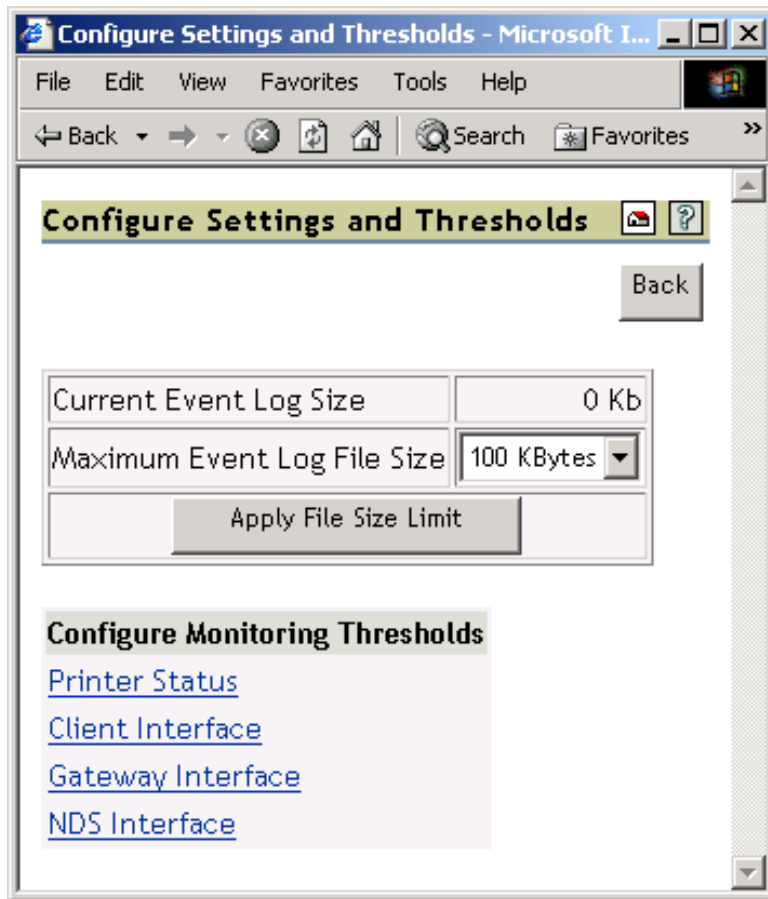 Configure Settings and Thresholds - Microsoft I...
File Edit View Favorites Tools Help
Back Search Favorites »
Configure Settings and Thresholds ?
Back
Current Event Log Size 0 Kb
Maximum Event Log File Size 100 KBytes
Apply File Size Limit
Configure Monitoring Thresholds
Printer Status
Client Interface
Gateway Interface
NDS Interface